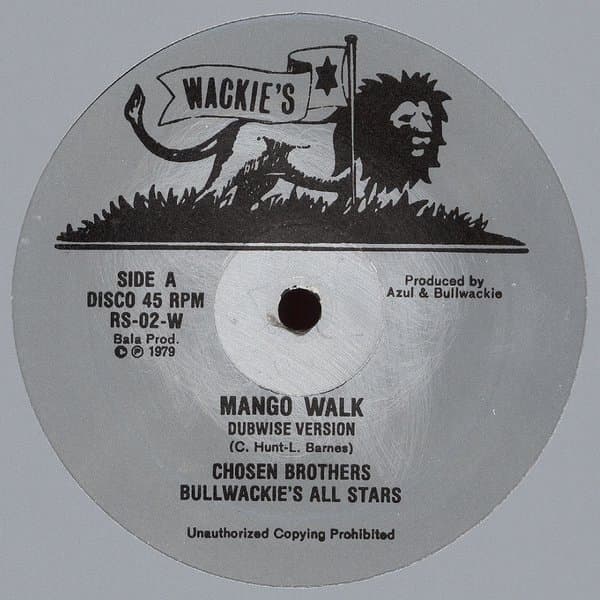 WACKIE'S
SIDE A
DISCO 45 RPM
RS-02-W
Bala Prod.
© ℗ 1979
Produced by
Azul & Bullwackie
MANGO WALK
DUBWISE VERSION
(C. Hunt-L. Barnes)
CHOSEN BROTHERS
BULLWACKIE'S ALL STARS
Unauthorized Copying Prohibited